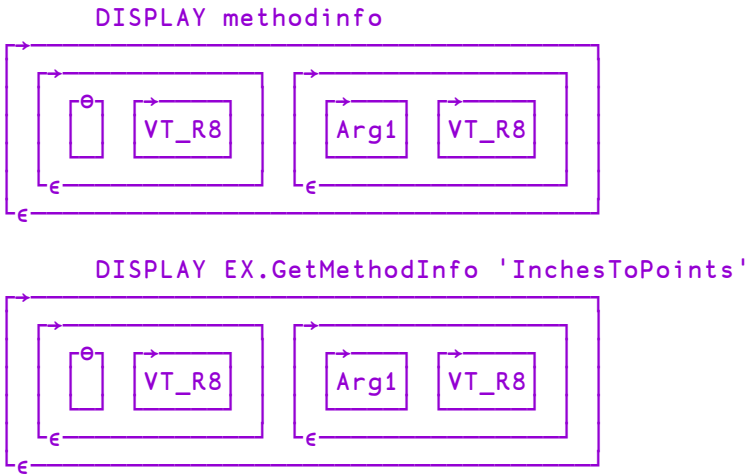 DISPLAY methodinfo
┌→──────────────────────────────────┐
│ ┌→────────────┐ ┌→───────────────┐ │
│ │ ┌⊖┐ ┌→────┐ │ │ ┌→───┐ ┌→────┐ │ │
│ │ │ │ │VT_R8│ │ │ │Arg1│ │VT_R8│ │ │
│ │ └─┘ └─────┘ │ │ └────┘ └─────┘ │ │
│ └∊────────────┘ └∊───────────────┘ │
└∊──────────────────────────────────┘
DISPLAY EX.GetMethodInfo 'InchesToPoints'
┌→──────────────────────────────────┐
│ ┌→────────────┐ ┌→───────────────┐ │
│ │ ┌⊖┐ ┌→────┐ │ │ ┌→───┐ ┌→────┐ │ │
│ │ │ │ │VT_R8│ │ │ │Arg1│ │VT_R8│ │ │
│ │ └─┘ └─────┘ │ │ └────┘ └─────┘ │ │
│ └∊────────────┘ └∊───────────────┘ │
└∊──────────────────────────────────┘